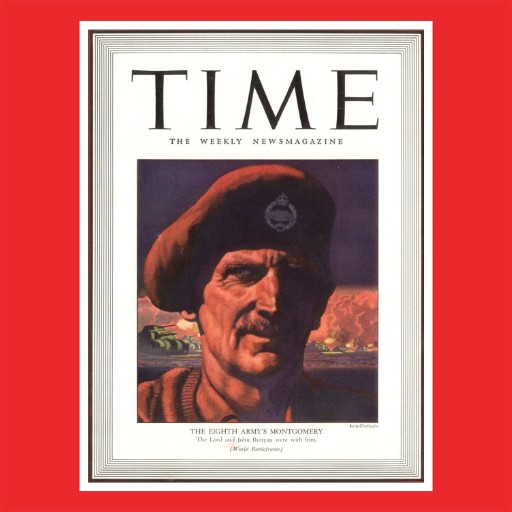 TIME
THE WEEKLY NEWSMAGAZINE
THE EIGHTH ARMY'S MONTGOMERY
The Lord and John Bunyan were with him.
(World Battlefronts)